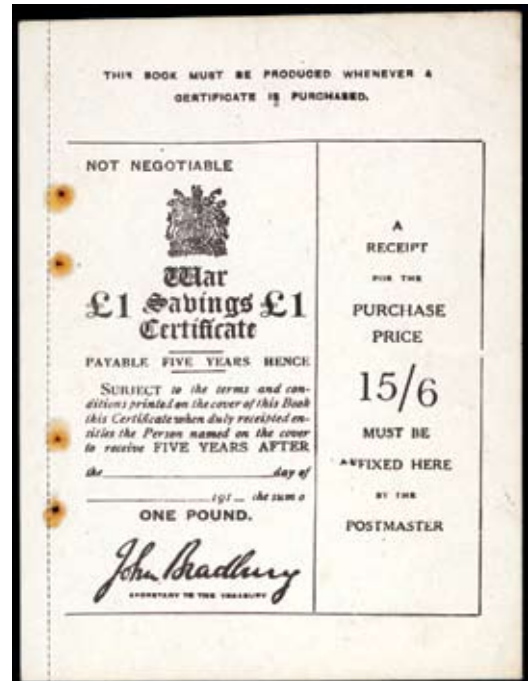 THIS BOOK MUST BE PRODUCED WHENEVER A
CERTIFICATE IS PURCHASED.
NOT NEGOTIABLE
War
£1 Savings £1
Certificate
PAYABLE FIVE YEARS HENCE
SUBJECT to the terms and con-
ditions printed on the cover of this Book
this Certificate when duly receipted en-
titles the Person named on the cover
to receive FIVE YEARS AFTER
the day of
191 the sum o
ONE POUND.
John Bradbury
SECRETARY TO THE TREASURY
A
RECEIPT
FOR THE
PURCHASE
PRICE
15/6
MUST BE
AFFIXED HERE
BY THE
POSTMASTER